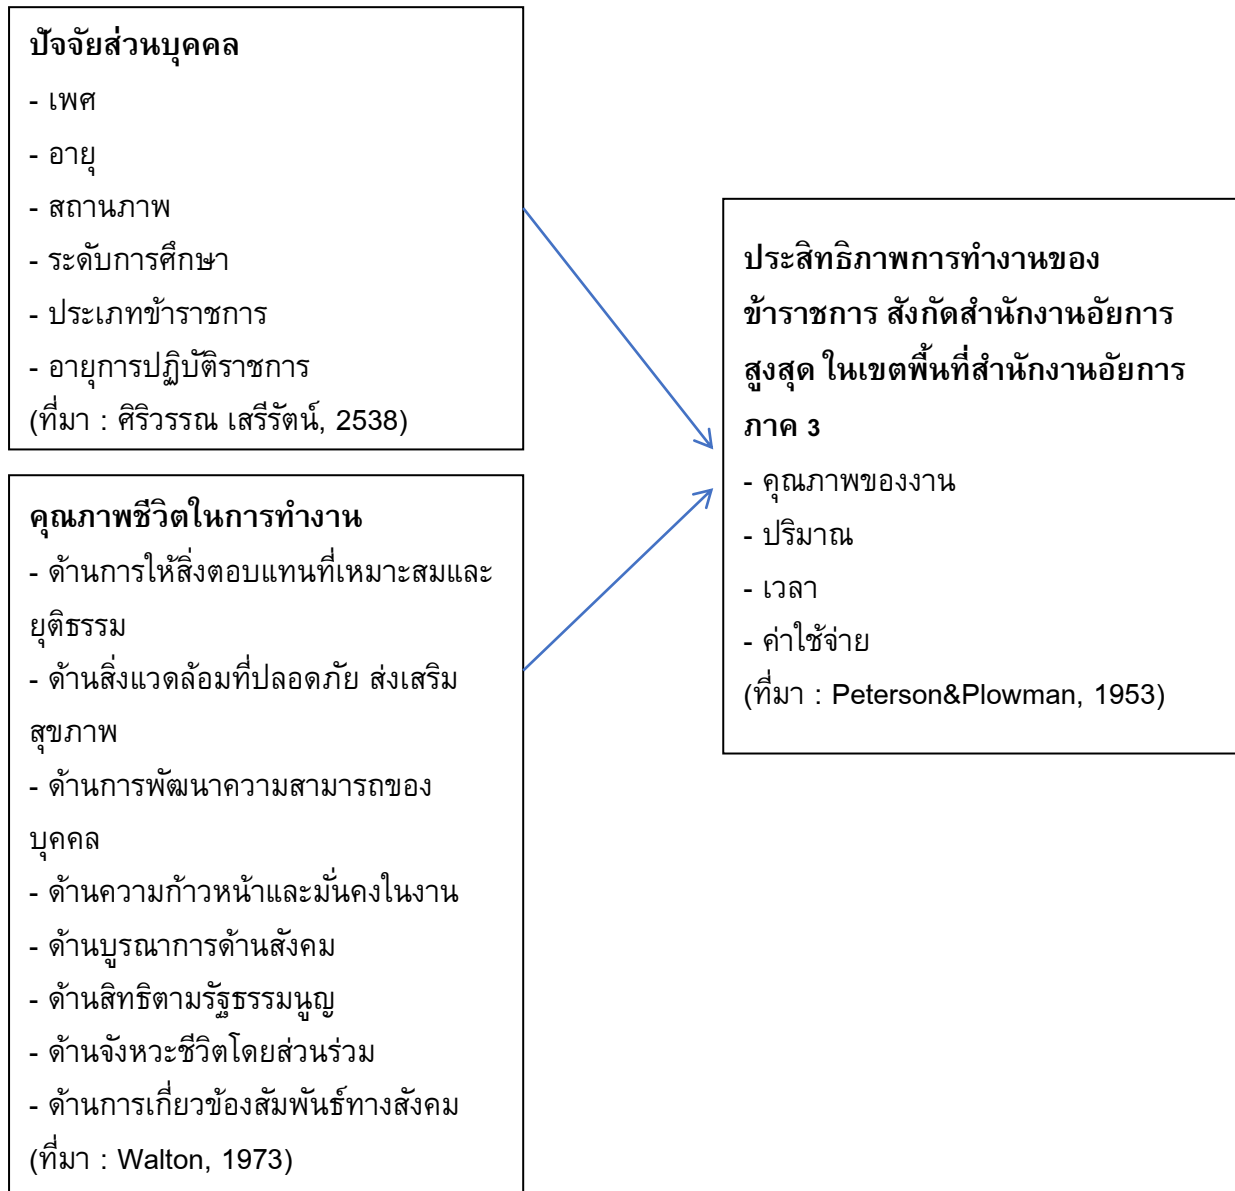 ปัจจัยส่วนบุคคล
- เพศ
- อายุ
- สถานภาพ
- ระดับการศึกษา
- ประเภทข้าราชการ
- อายุการปฏิบัติราชการ
(ที่มา : ศิริวรรณ เสรีรัตน์, 2538)
คุณภาพชีวิตในการทำงาน
- ด้านการให้สิ่งตอบแทนที่เหมาะสมและ
ยุติธรรม
- ด้านสิ่งแวดล้อมที่ปลอดภัย ส่งเสริม
สุขภาพ
- ด้านการพัฒนาความสามารถของ
บุคคล
- ด้านความก้าวหน้าและมั่นคงในงาน
- ด้านบูรณาการด้านสังคม
- ด้านสิทธิตามรัฐธรรมนูญ
- ด้านจังหวะชีวิตโดยส่วนร่วม
- ด้านการเกี่ยวข้องสัมพันธ์ทางสังคม
(ที่มา : Walton, 1973)
ประสิทธิภาพการทำงานของ
ข้าราชการ สังกัดสำนักงานอัยการ
สูงสุด ในเขตพื้นที่สำนักงานอัยการ
ภาค 3
- คุณภาพของงาน
- ปริมาณ
- เวลา
- ค่าใช้จ่าย
(ที่มา : Peterson&Plowman, 1953)